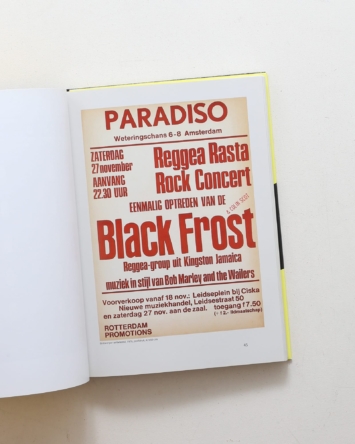 PARADISO
Weteringschans 6-8 Amsterdam
ZATERDAG
27 november
AANVANG
22.30 UUR
Reggea Rasta
Rock Concert
EENMALIG OPTREDEN VAN DE
Black Frost
Reggea-group uit Kingston Jamaica
muziek in stijl van Bob Marley and the Wailers
Voorverkoop vanaf 18 nov.: Leidseplein bij Ciska
Nieuwe muziekhandel, Leidsestraat 50
en zaterdag 27 nov. aan de zaal. toegang f 7.50
ROTTERDAM
PROMOTIONS